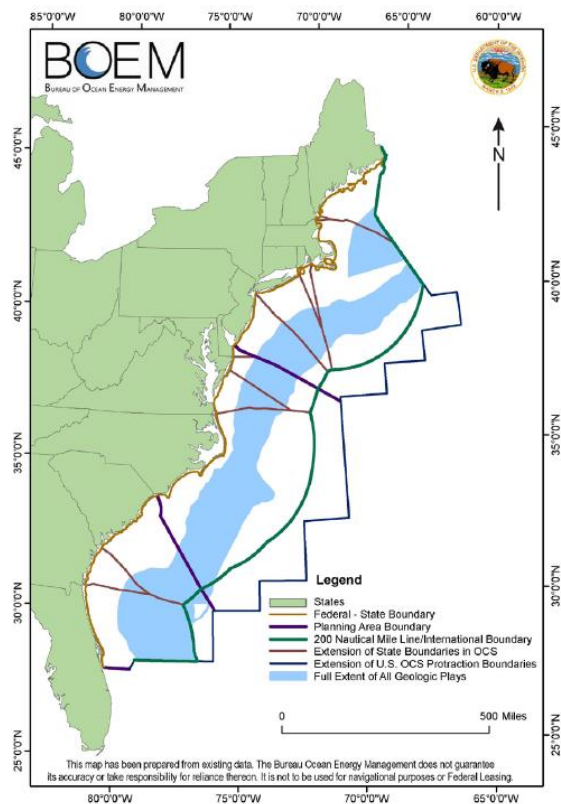 85°0'0"W 80°0'0"W 75°0'0"W 70°0'0"W 65°0'0"W 60°0'0"W
BOEM
BUREAU OF OCEAN ENERGY MANAGEMENT
N
45°0'0"N 45°0'0"N
40°0'0"N 40°0'0"N
35°0'0"N 35°0'0"N
30°0'0"N 30°0'0"N
25°0'0"N 25°0'0"N
Legend
States
Federal - State Boundary
Planning Area Boundary
200 Nautical Mile Line/International Boundary
Extension of State Boundaries in OCS
Extension of U.S. OCS Protraction Boundaries
Full Extent of All Geologic Plays
0 500 Miles
This map has been prepared from existing data. The Bureau Ocean Energy Management does not guarantee
its accuracy or take responsibility for reliance thereon. It is not to be used for navigational purposes or Federal Leasing.
80°0'0"W 75°0'0"W 70°0'0"W 65°0'0"W